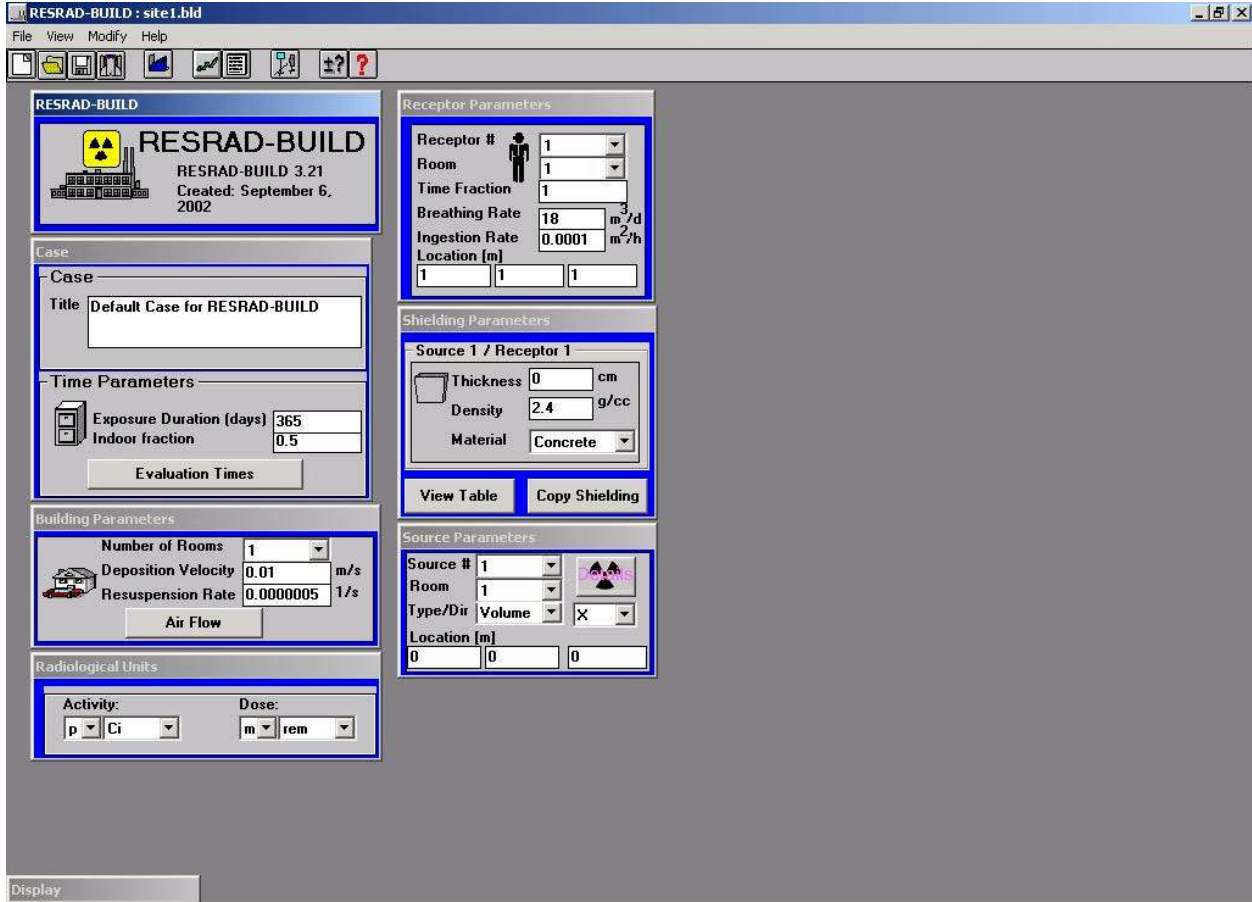 RESRAD-BUILD : site1.bld
File View Modify Help
±? ?
RESRAD-BUILD
RESRAD-BUILD
RESRAD-BUILD 3.21
Created: September 6,
2002
Case
Case
Title Default Case for RESRAD-BUILD
Time Parameters
Exposure Duration (days) 365
Indoor fraction 0.5
Evaluation Times
Building Parameters
Number of Rooms 1
Deposition Velocity 0.01 m/s
Resuspension Rate 0.0000005 1/s
Air Flow
Radiological Units
Activity: Dose:
p Ci m rem
Receptor Parameters
Receptor # 1
Room 1
Time Fraction 1
Breathing Rate 18 m3/d
Ingestion Rate 0.0001 m2/h
Location [m]
1 1 1
Shielding Parameters
Source 1 / Receptor 1
Thickness 0 cm
Density 2.4 g/cc
Material Concrete
View Table Copy Shielding
Source Parameters
Source # 1 Details
Room 1
Type/Dir Volume X
Location [m]
0 0 0
Display